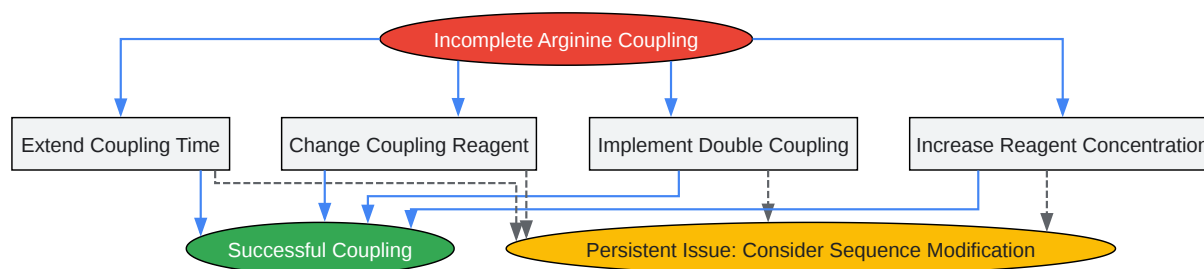 Incomplete Arginine Coupling
Extend Coupling Time
Change Coupling Reagent
Implement Double Coupling
Increase Reagent Concentration
Successful Coupling
Persistent Issue: Consider Sequence Modification